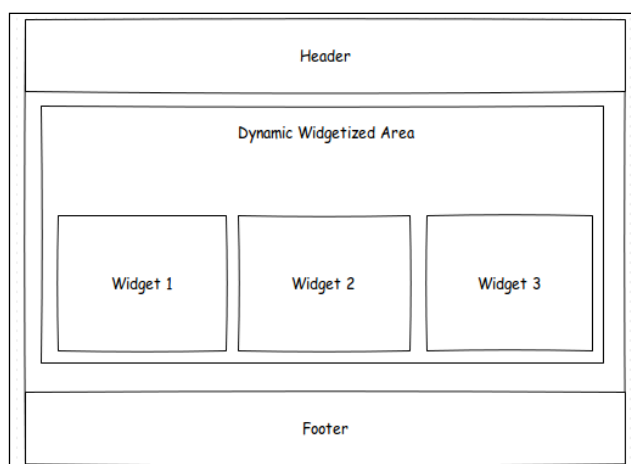 Header
Dynamic Widgetized Area
Widget 1
Widget 2
Widget 3
Footer